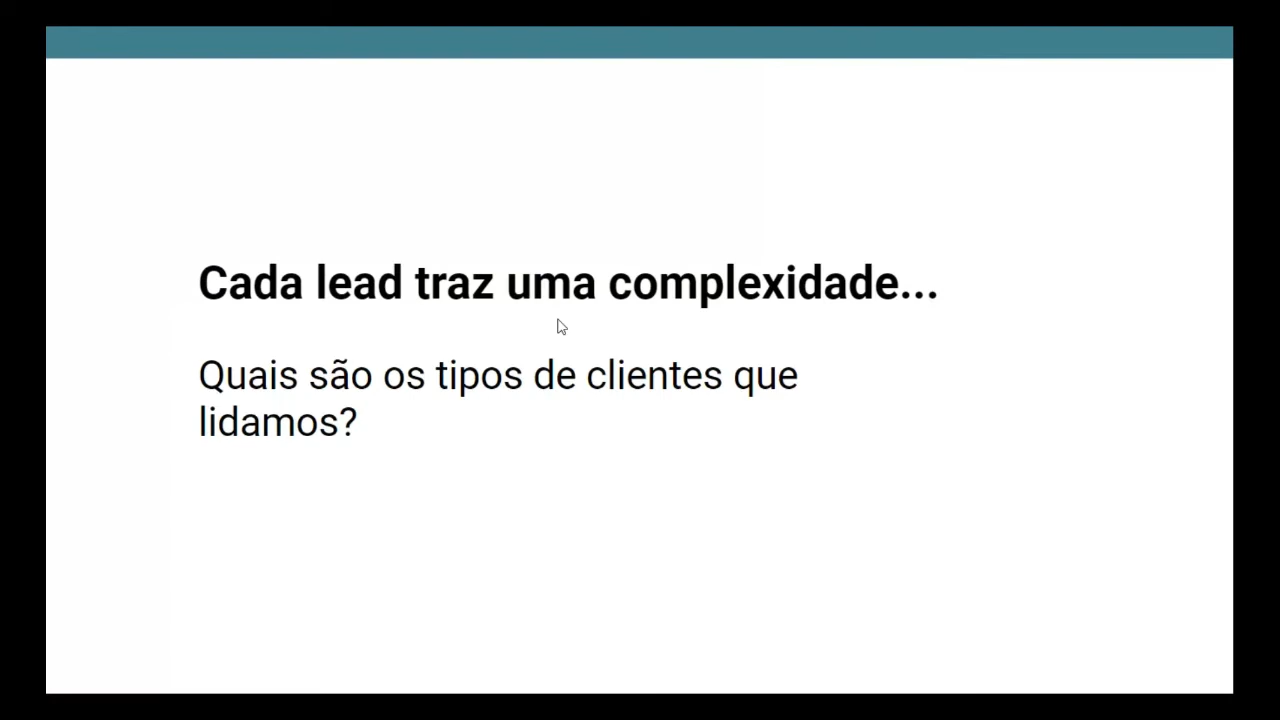 Cada lead traz uma complexidade...
Quais são os tipos de clientes que
lidamos?